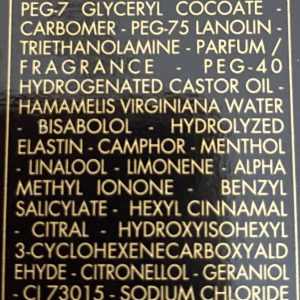 PEG-7 GLYCERYL COCOATE -
CARBOMER - PEG-75 LANOLIN -
TRIETHANOLAMINE - PARFUM /
FRAGRANCE - PEG-40
HYDROGENATED CASTOR OIL -
HAMAMELIS VIRGINIANA WATER
- BISABOLOL - HYDROLYZED
ELASTIN - CAMPHOR - MENTHOL
- LINALOOL - LIMONENE - ALPHA
METHYL IONONE - BENZYL
SALICYLATE - HEXYL CINNAMAL
- CITRAL - HYDROXYISOHEXYL
3-CYCLOHEXENECARBOXYALD
EHYDE - CITRONELLOL - GERANIOL
- CI 73015 - SODIUM CHLORIDE